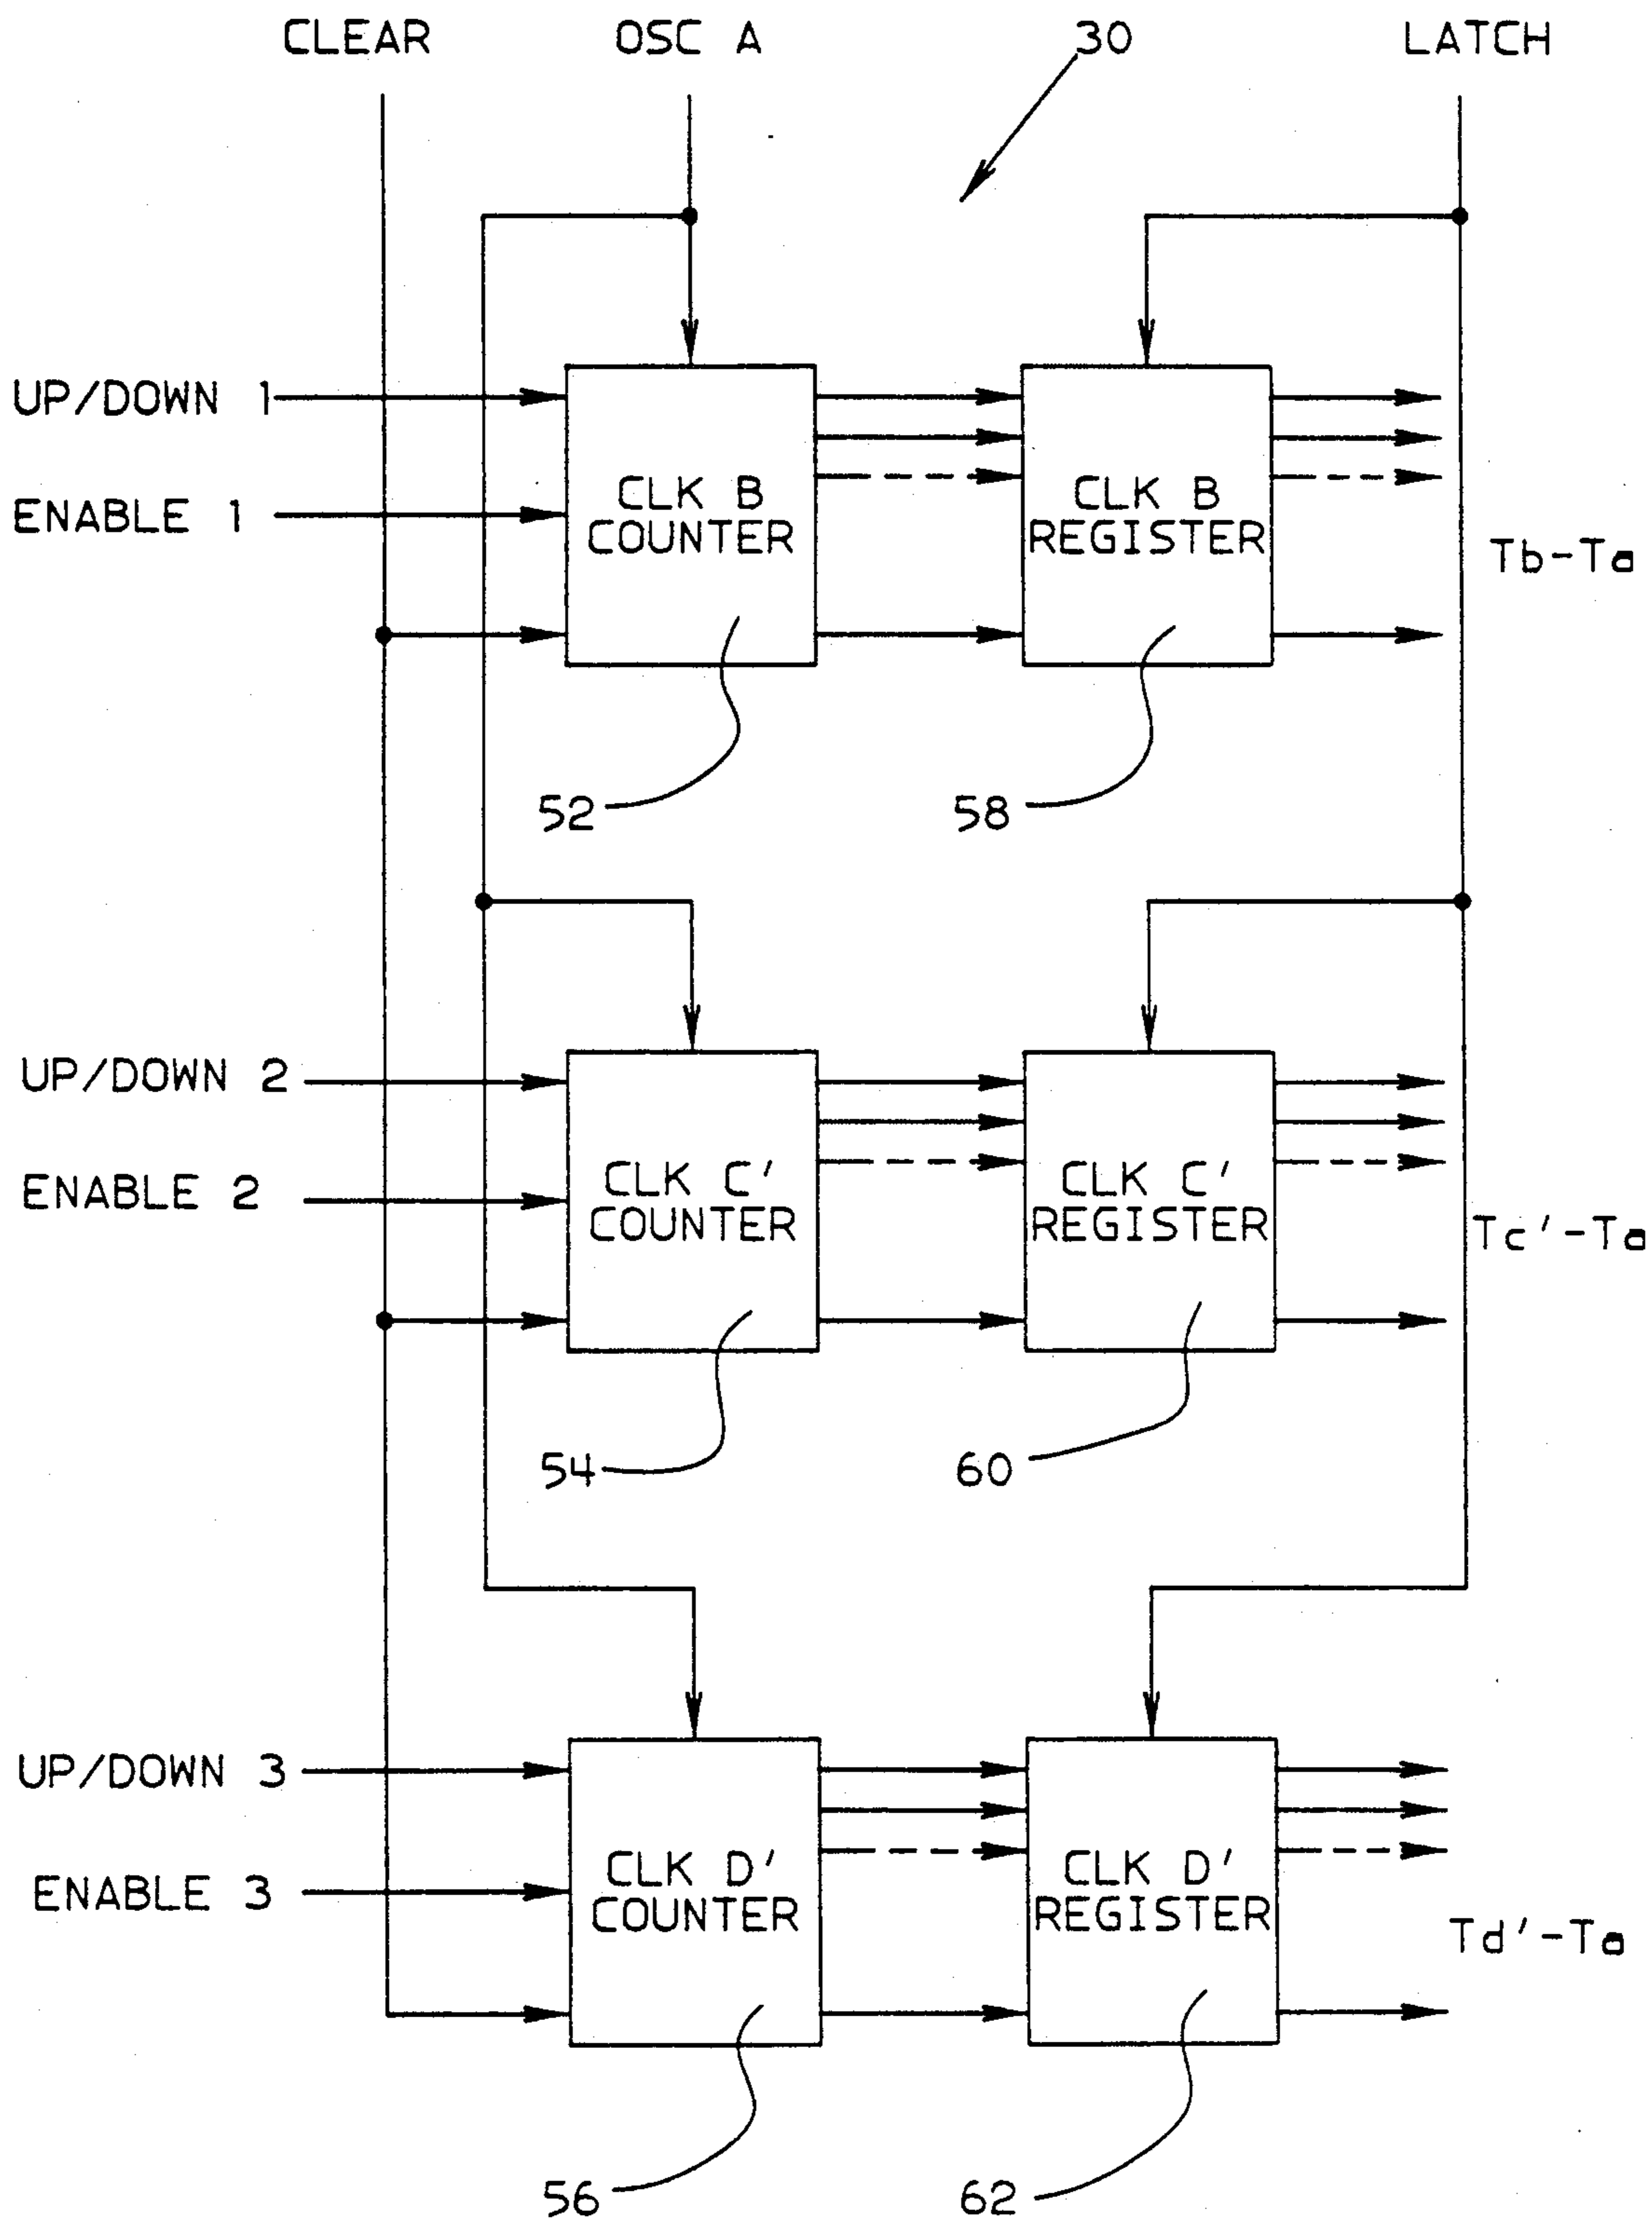 CLEAR OSC A 30 LATCH
UP/DOWN 1
ENABLE 1
CLK B
COUNTER
CLK B
REGISTER
Tb-Ta
52
58
UP/DOWN 2
ENABLE 2
CLK C'
COUNTER
CLK C'
REGISTER
Tc'-Ta
54
60
UP/DOWN 3
ENABLE 3
CLK D'
COUNTER
CLK D'
REGISTER
Td'-Ta
56
62